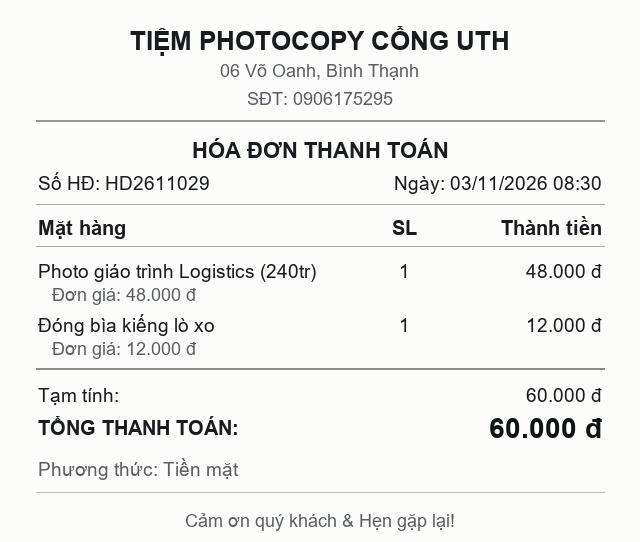 TIỆM PHOTOCOPY CỔNG UTH
06 Võ Oanh, Bình Thạnh
SĐT: 0906175295
HÓA ĐƠN THANH TOÁN
Số HĐ: HD2611029 Ngày: 03/11/2026 08:30
Mặt hàng SL Thành tiền
Photo giáo trình Logistics (240tr) 1 48.000 đ
Đơn giá: 48.000 đ
Đóng bìa kiếng lò xo 1 12.000 đ
Đơn giá: 12.000 đ
Tạm tính: 60.000 đ
TỔNG THANH TOÁN: 60.000 đ
Phương thức: Tiền mặt
Cảm ơn quý khách & Hẹn gặp lại!